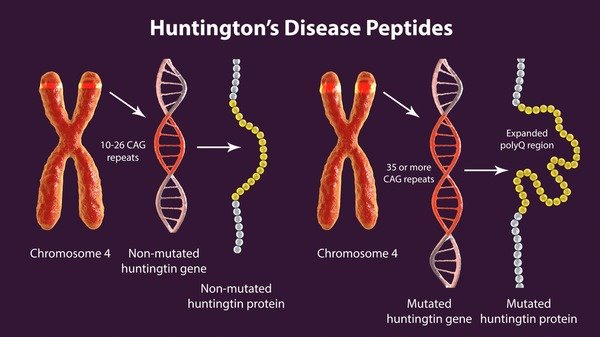 Huntington's Disease Peptides
10-26 CAG
repeats
Chromosome 4
Non-mutated
huntingtin gene
Non-mutated
huntingtin protein
35 or more
CAG repeats
Expanded
polyQ region
Chromosome 4
Mutated
huntingtin gene
Mutated
huntingtin protein